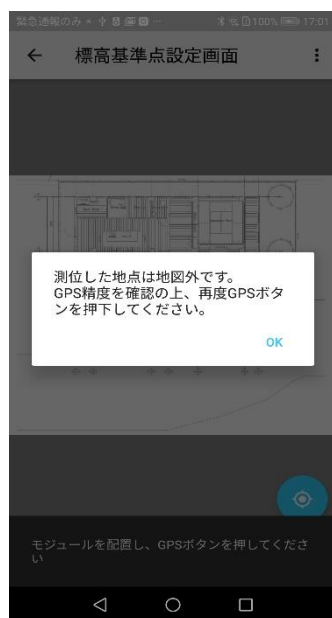 緊急通報のみ
100% 17:01
標高基準点設定画面
測位した地点は地図外です。
GPS精度を確認の上、再度GPSボタ
ンを押下してください。
OK
モジュールを配置し、GPSボタンを押してくださ
い